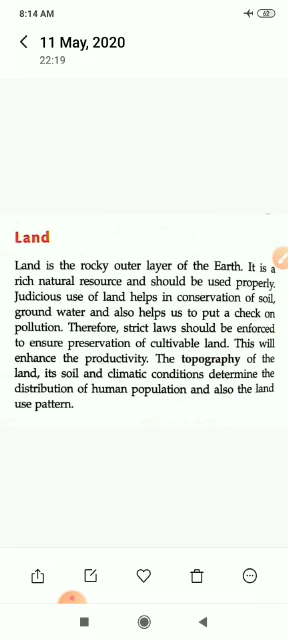 8:14 AM
62
11 May, 2020
22:19
Land
Land is the rocky outer layer of the Earth. It is a
rich natural resource and should be used properly.
Judicious use of land helps in conservation of soil,
ground water and also helps us to put a check on
pollution. Therefore, strict laws should be enforced
to ensure preservation of cultivable land. This will
enhance the productivity. The topography of the
land, its soil and climatic conditions determine the
distribution of human population and also the land
use pattern.